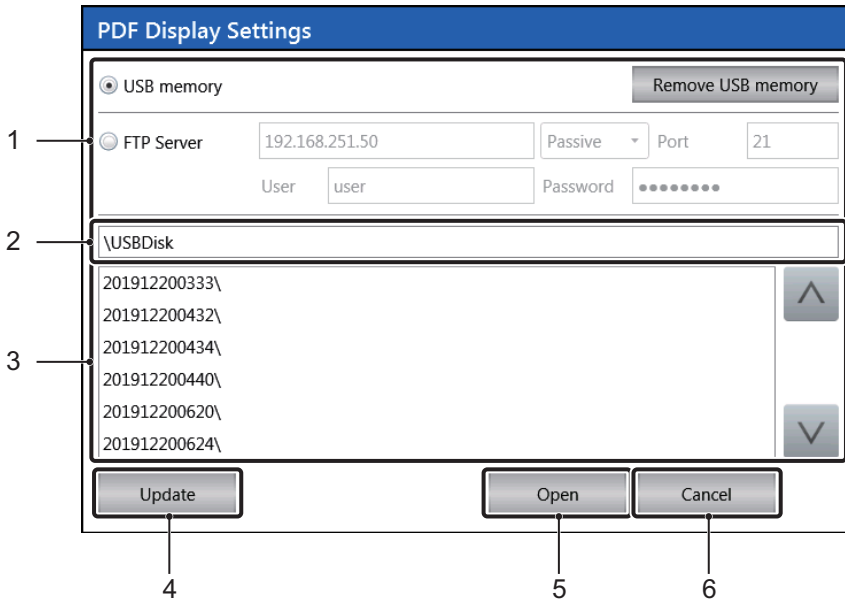 PDF Display Settings
USB memory Remove USB memory
1 FTP Server 192.168.251.50 Passive Port 21
User user Password ●●●●●●●●
2 \USBDisk
201912200333\
201912200432\
3 201912200434\
201912200440\
201912200620\
201912200624\
Update Open Cancel
4 5 6